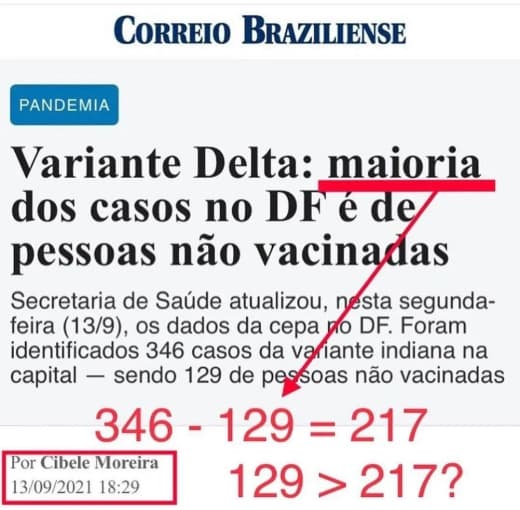 CORREIO BRAZILIENSE
PANDEMIA
Variante Delta: maioria
dos casos no DF é de
pessoas não vacinadas
Secretaria de Saúde atualizou, nesta segunda-
feira (13/9), os dados da cepa no DF. Foram
identificados 346 casos da variante indiana na
capital — sendo 129 de pessoas não vacinadas
346 - 129 = 217
Por Cibele Moreira
13/09/2021 18:29
129 > 217?